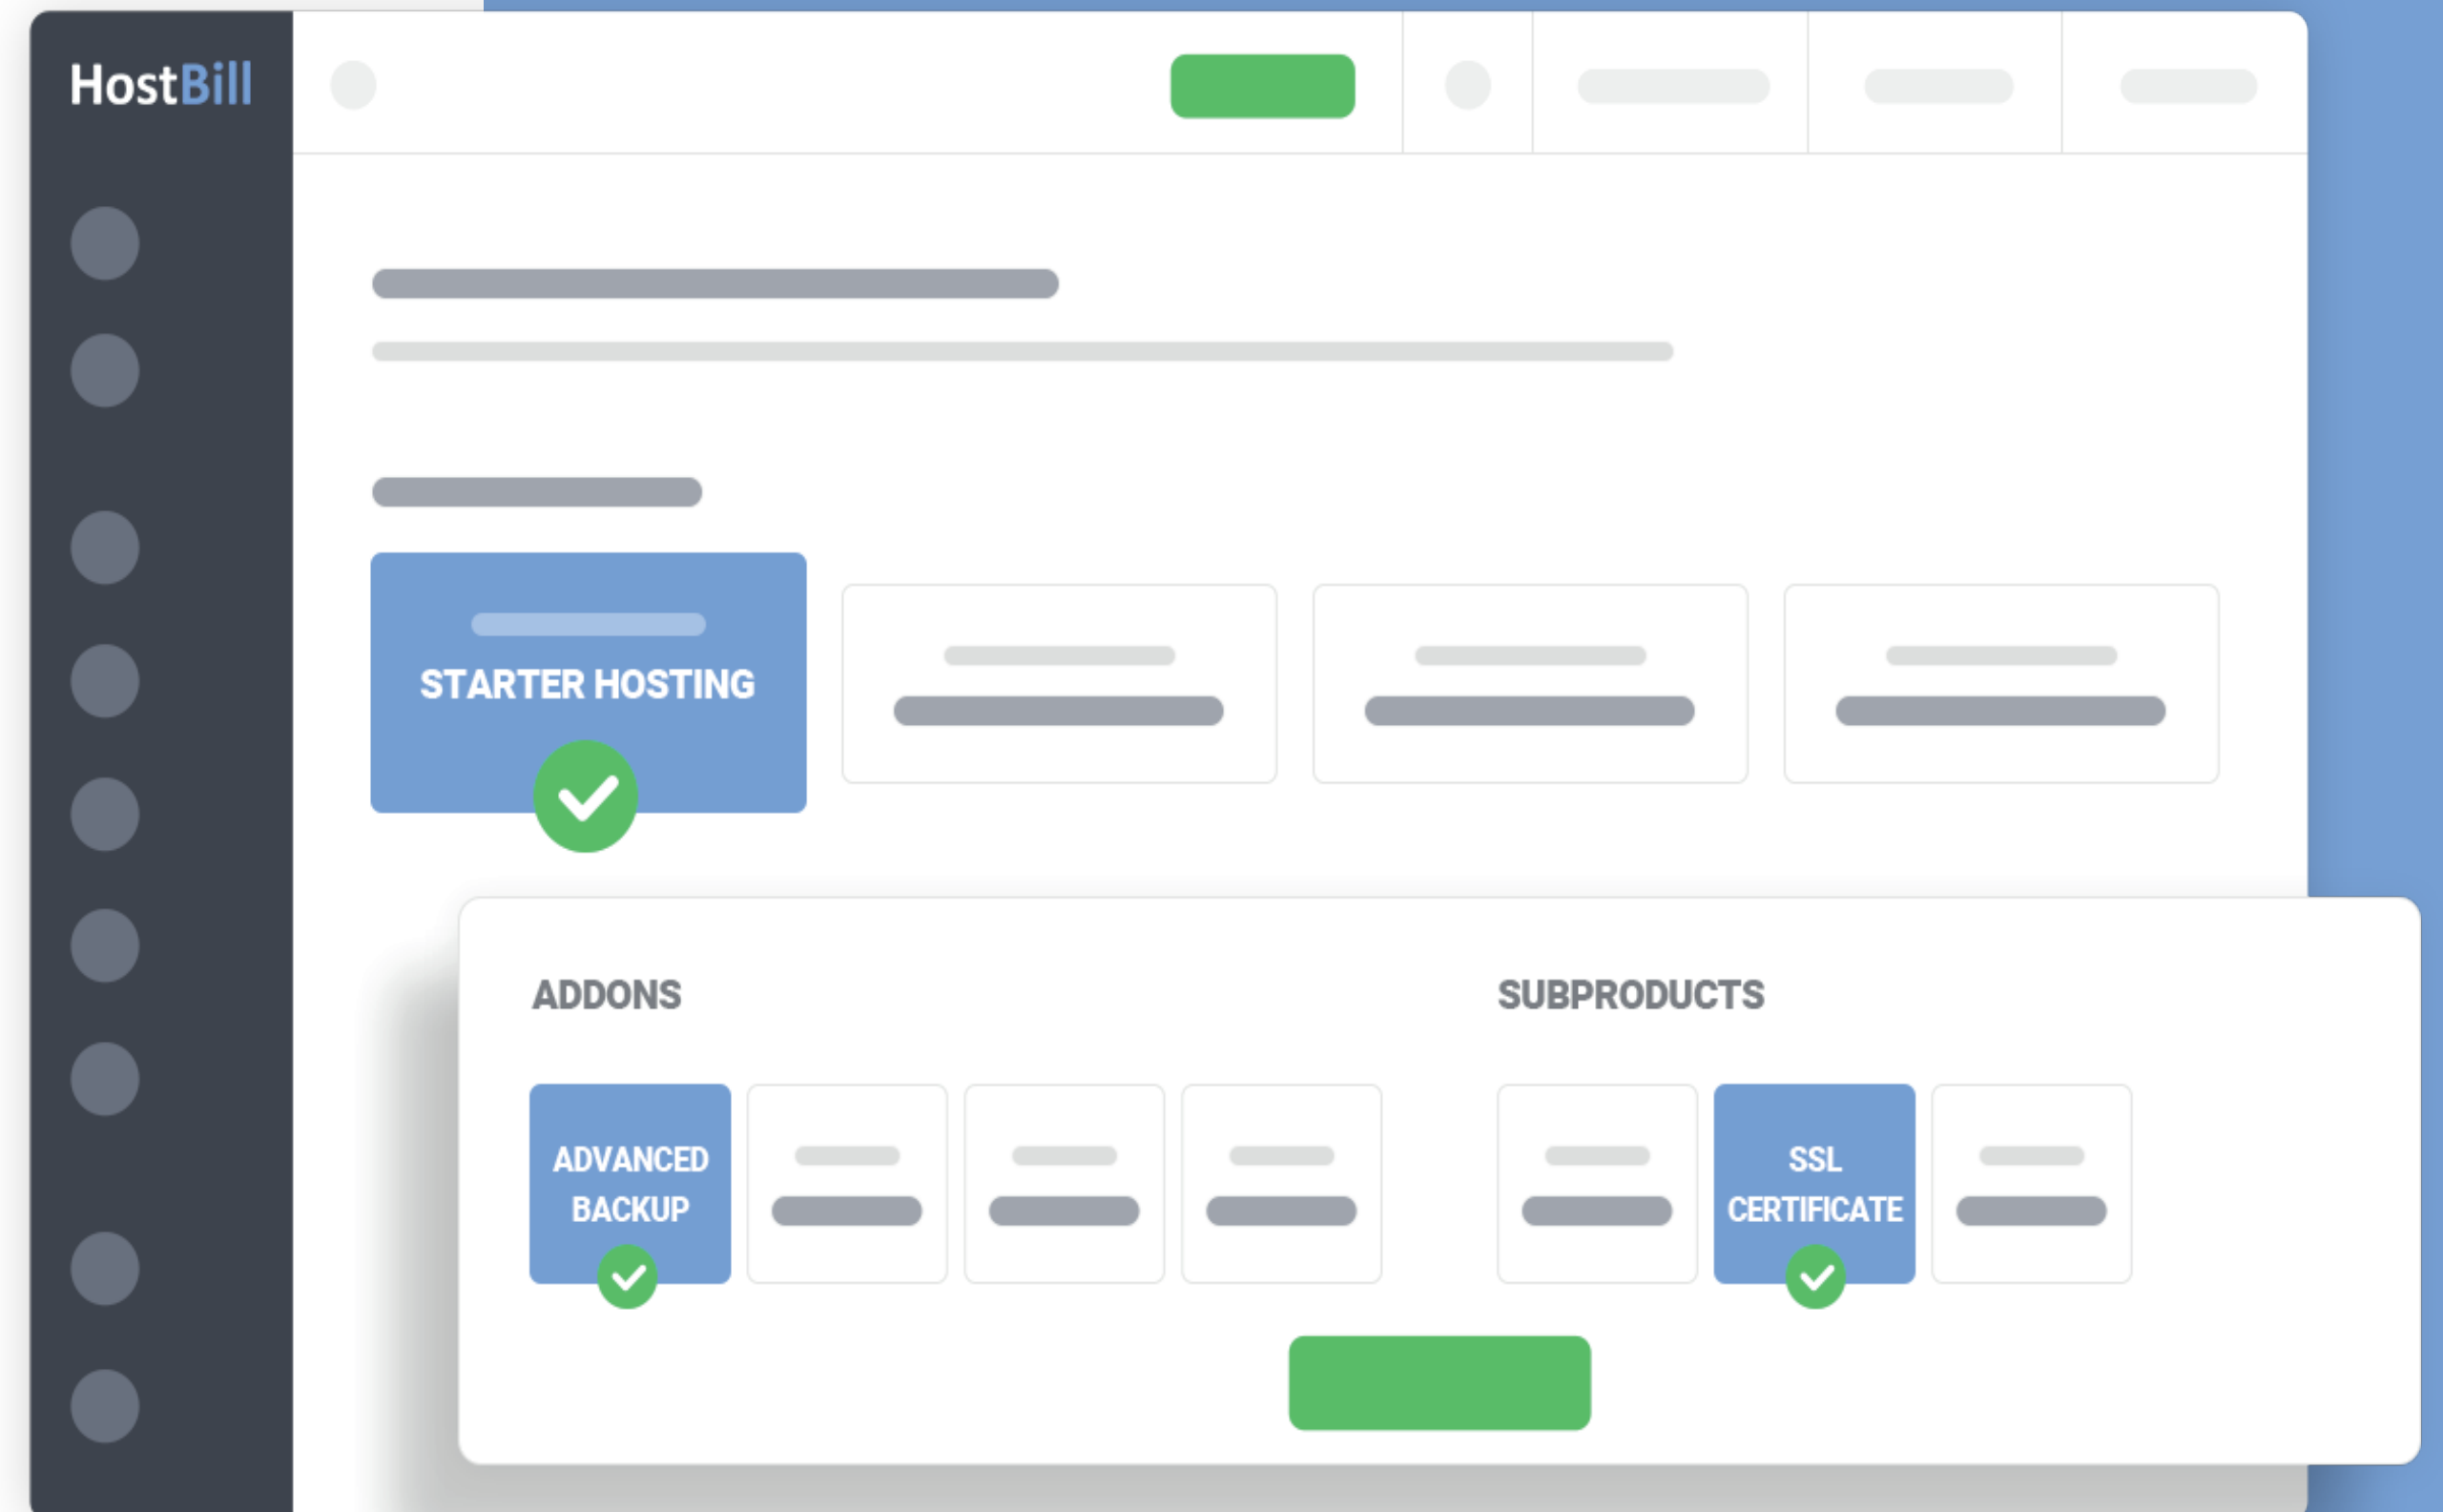 HostBill
STARTER HOSTING
ADDONS
SUBPRODUCTS
ADVANCED
BACKUP
SSL
CERTIFICATE